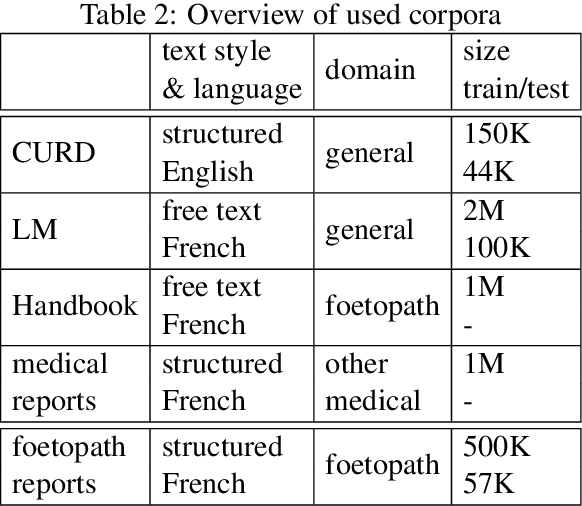 Table 2: Overview of used corpora
text style & language domain size train/test
CURD structured English general 150K 44K
LM free text French general 2M 100K
Handbook free text French foetopath 1M -
medical reports structured French other medical 1M -
foetopath reports structured French foetopath 500K 57K